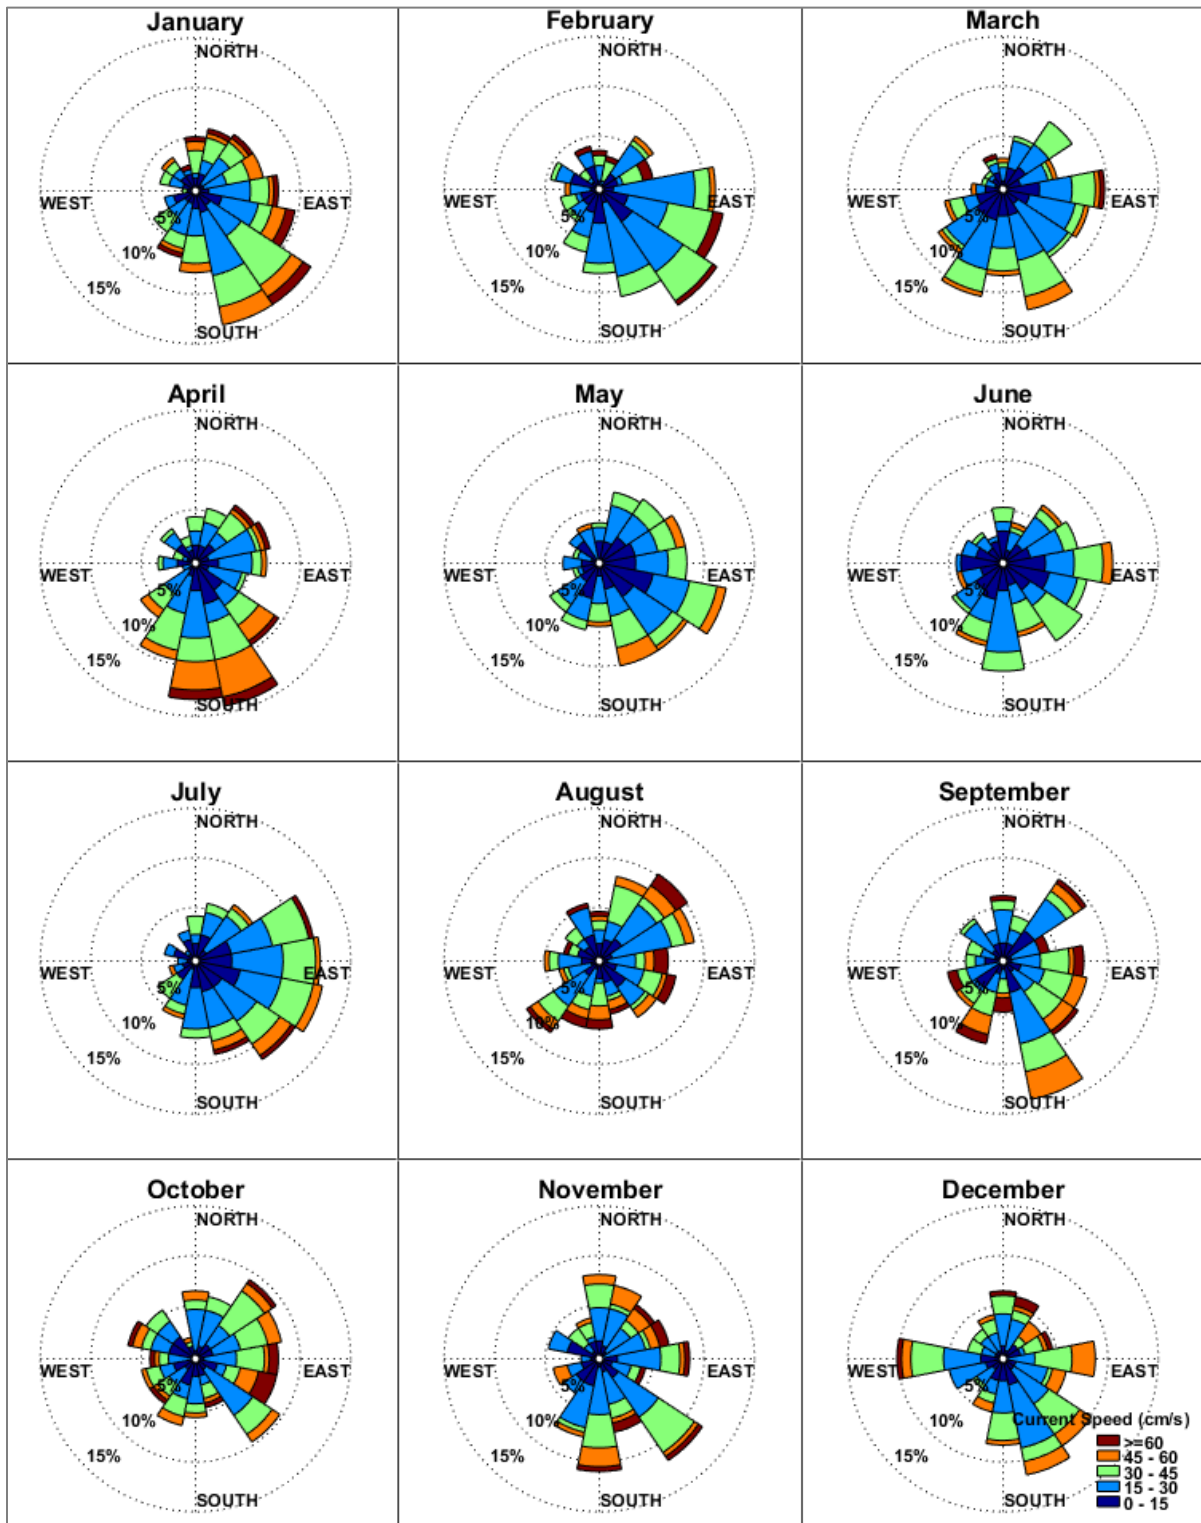 January
February
March
NORTH
NORTH
NORTH
WEST
EAST
WEST
EAST
WEST
EAST
5%
5%
5%
10%
10%
10%
15%
15%
15%
SOUTH
SOUTH
SOUTH
April
May
June
NORTH
NORTH
NORTH
WEST
EAST
WEST
EAST
WEST
EAST
5%
5%
5%
10%
10%
10%
15%
15%
15%
SOUTH
SOUTH
SOUTH
July
August
September
NORTH
NORTH
NORTH
WEST
EAST
WEST
EAST
WEST
EAST
5%
5%
5%
10%
10%
10%
15%
15%
15%
SOUTH
SOUTH
SOUTH
October
November
December
NORTH
NORTH
NORTH
WEST
EAST
WEST
EAST
WEST
EAST
5%
5%
5%
10%
10%
10%
15%
15%
15%
SOUTH
SOUTH
SOUTH
Current Speed (cm/s)
>=60
45 - 60
30 - 45
15 - 30
0 - 15